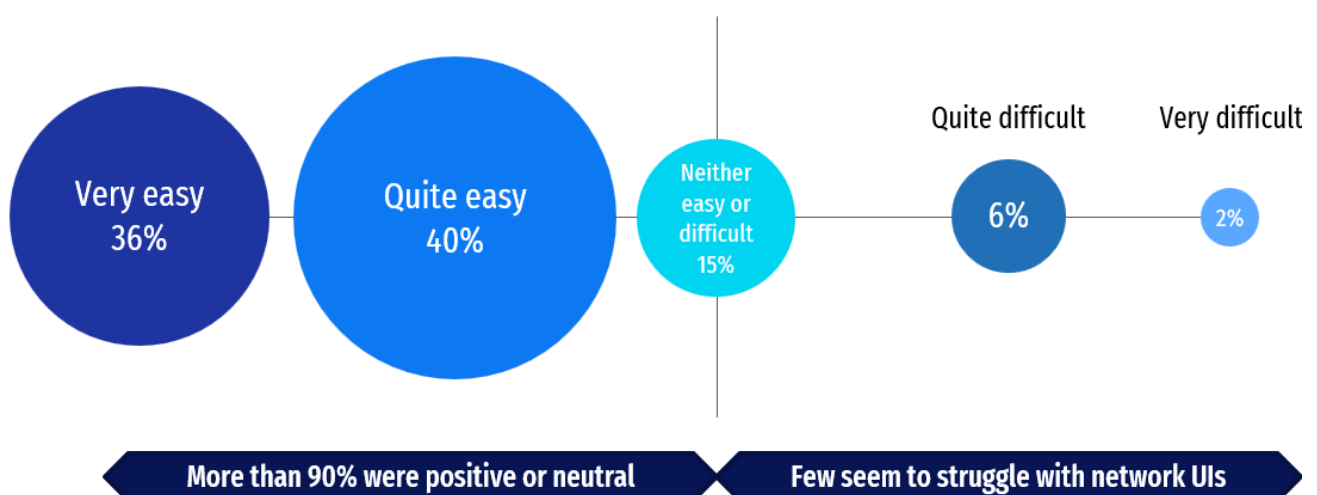 Very easy
36%
Quite easy
40%
Neither
easy or
difficult
15%
Quite difficult
6%
Very difficult
2%
More than 90% were positive or neutral
Few seem to struggle with network UIs